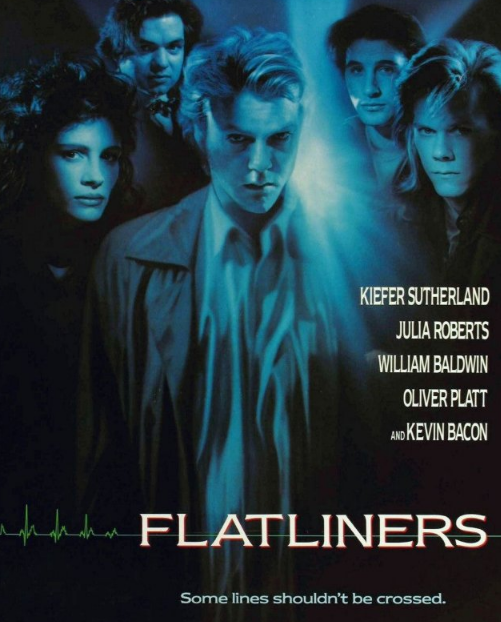 KIEFER SUTHERLAND
JULIA ROBERTS
WILLIAM BALDWIN
OLIVER PLATT
AND KEVIN BACON
FLATLINERS
Some lines shouldn't be crossed.